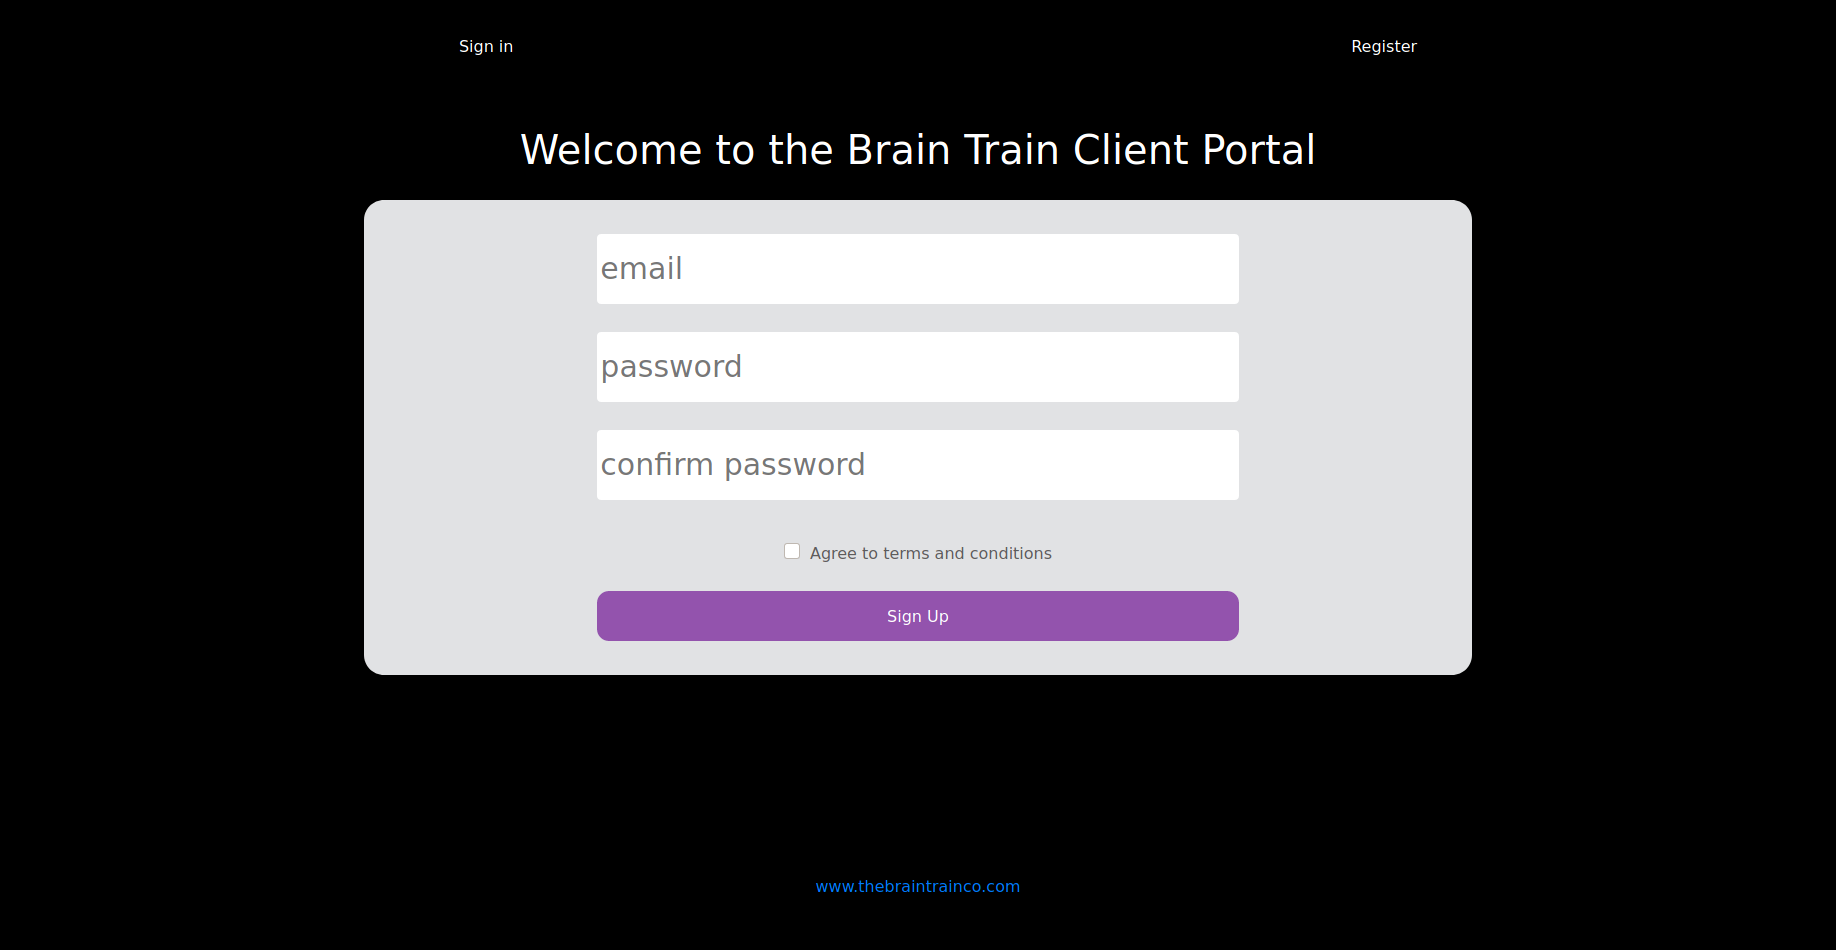 Sign in
Register
Welcome to the Brain Train Client Portal
email
password
confirm password
Agree to terms and conditions
Sign Up
www.thebraintrainco.com